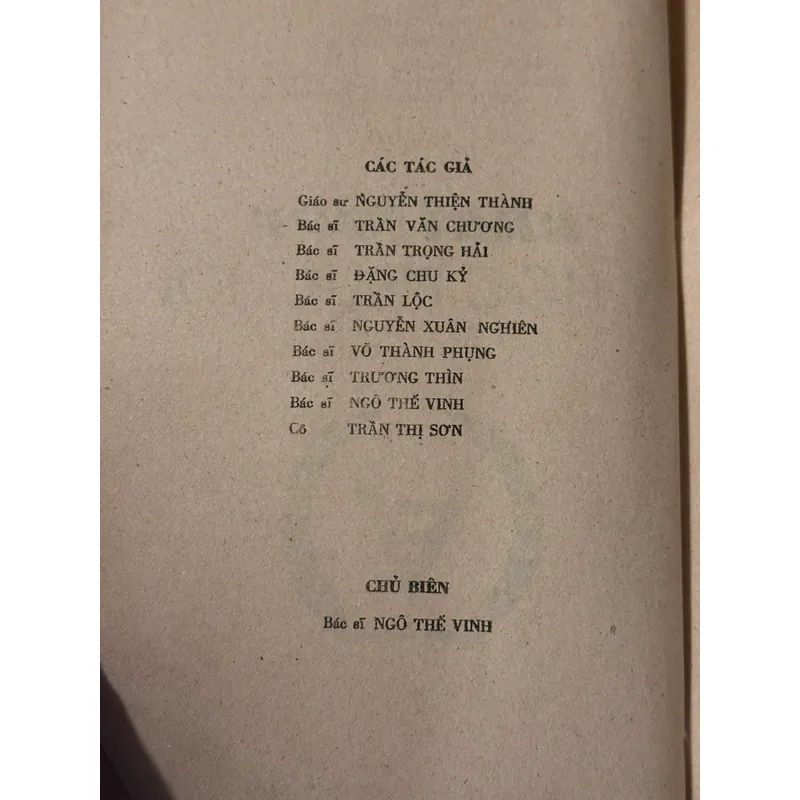 CÁC TÁC GIẢ
Giáo sư NGUYỄN THIỆN THÀNH
Bác sĩ TRẦN VĂN CHƯƠNG
Bác sĩ TRẦN TRỌNG HẢI
Bác sĩ ĐẶNG CHU KỶ
Bác sĩ TRẦN LỘC
Bác sĩ NGUYỄN XUÂN NGHIÊN
Bác sĩ VÕ THÀNH PHỤNG
Bác sĩ TRƯƠNG THÌN
Bác sĩ NGÔ THẾ VINH
Cô TRẦN THỊ SƠN
CHỦ BIÊN
Bác sĩ NGÔ THẾ VINH